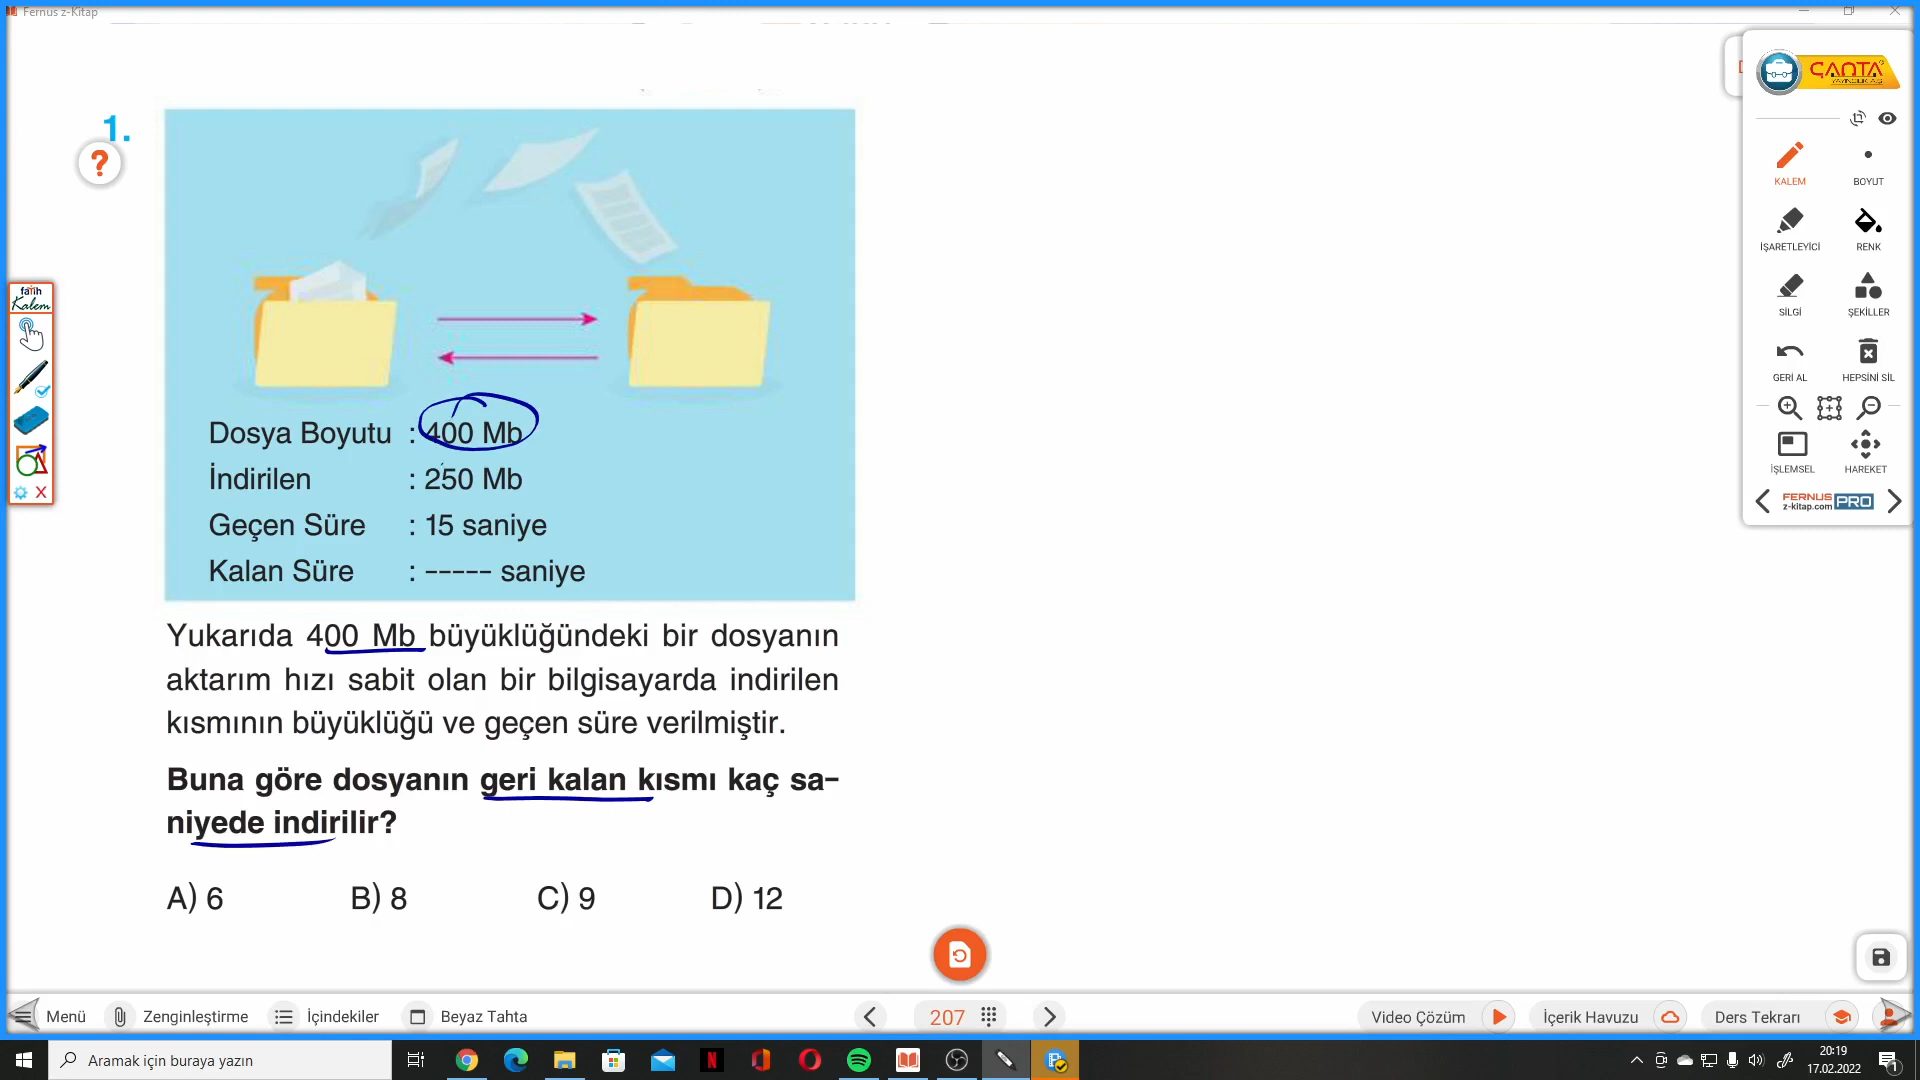 Fernus z-Kitap
1.
?
Dosya Boyutu : 400 Mb
İndirilen : 250 Mb
Geçen Süre : 15 saniye
Kalan Süre : ----- saniye
Yukarıda 400 Mb büyüklüğündeki bir dosyanın
aktarım hızı sabit olan bir bilgisayarda indirilen
kısmının büyüklüğü ve geçen süre verilmiştir.
Buna göre dosyanın geri kalan kısmı kaç sa-
niyede indirilir?
A) 6 B) 8 C) 9 D) 12
fatih
Kalem
X
ÇANTA
KALEM BOYUT
İŞARETLEYİCİ RENK
SİLGİ ŞEKİLLER
GERİ AL HEPSİNİ SİL
İŞLEMSEL HAREKET
FERNUS PRO
z-kitap.com
Menü Zenginleştirme İçindekiler Beyaz Tahta 207 Video Çözüm İçerik Havuzu Ders Tekrarı
Aramak için buraya yazın
20:19
17.02.2022
1